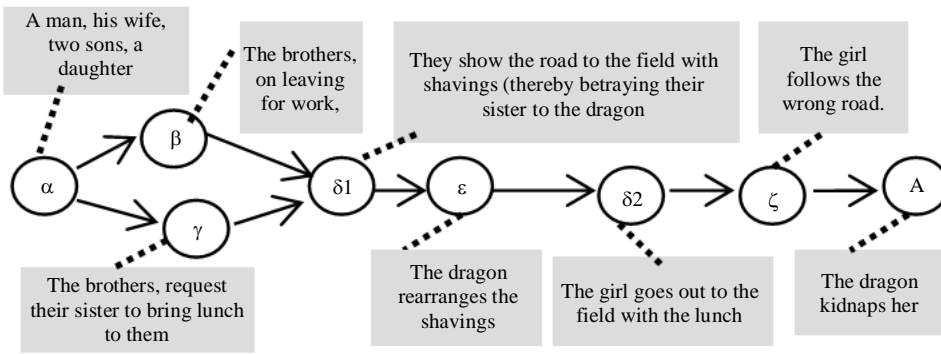 A man, his wife,
two sons, a
daughter
The brothers,
on leaving
for work,
They show the road to the field with
shavings (thereby betraying their
sister to the dragon
The girl
follows the
wrong road.
α
β
γ
δ1
ε
δ2
ζ
A
The brothers, request
their sister to bring lunch
to them
The dragon
rearranges the
shavings
The girl goes out to the
field with the lunch
The dragon
kidnaps her